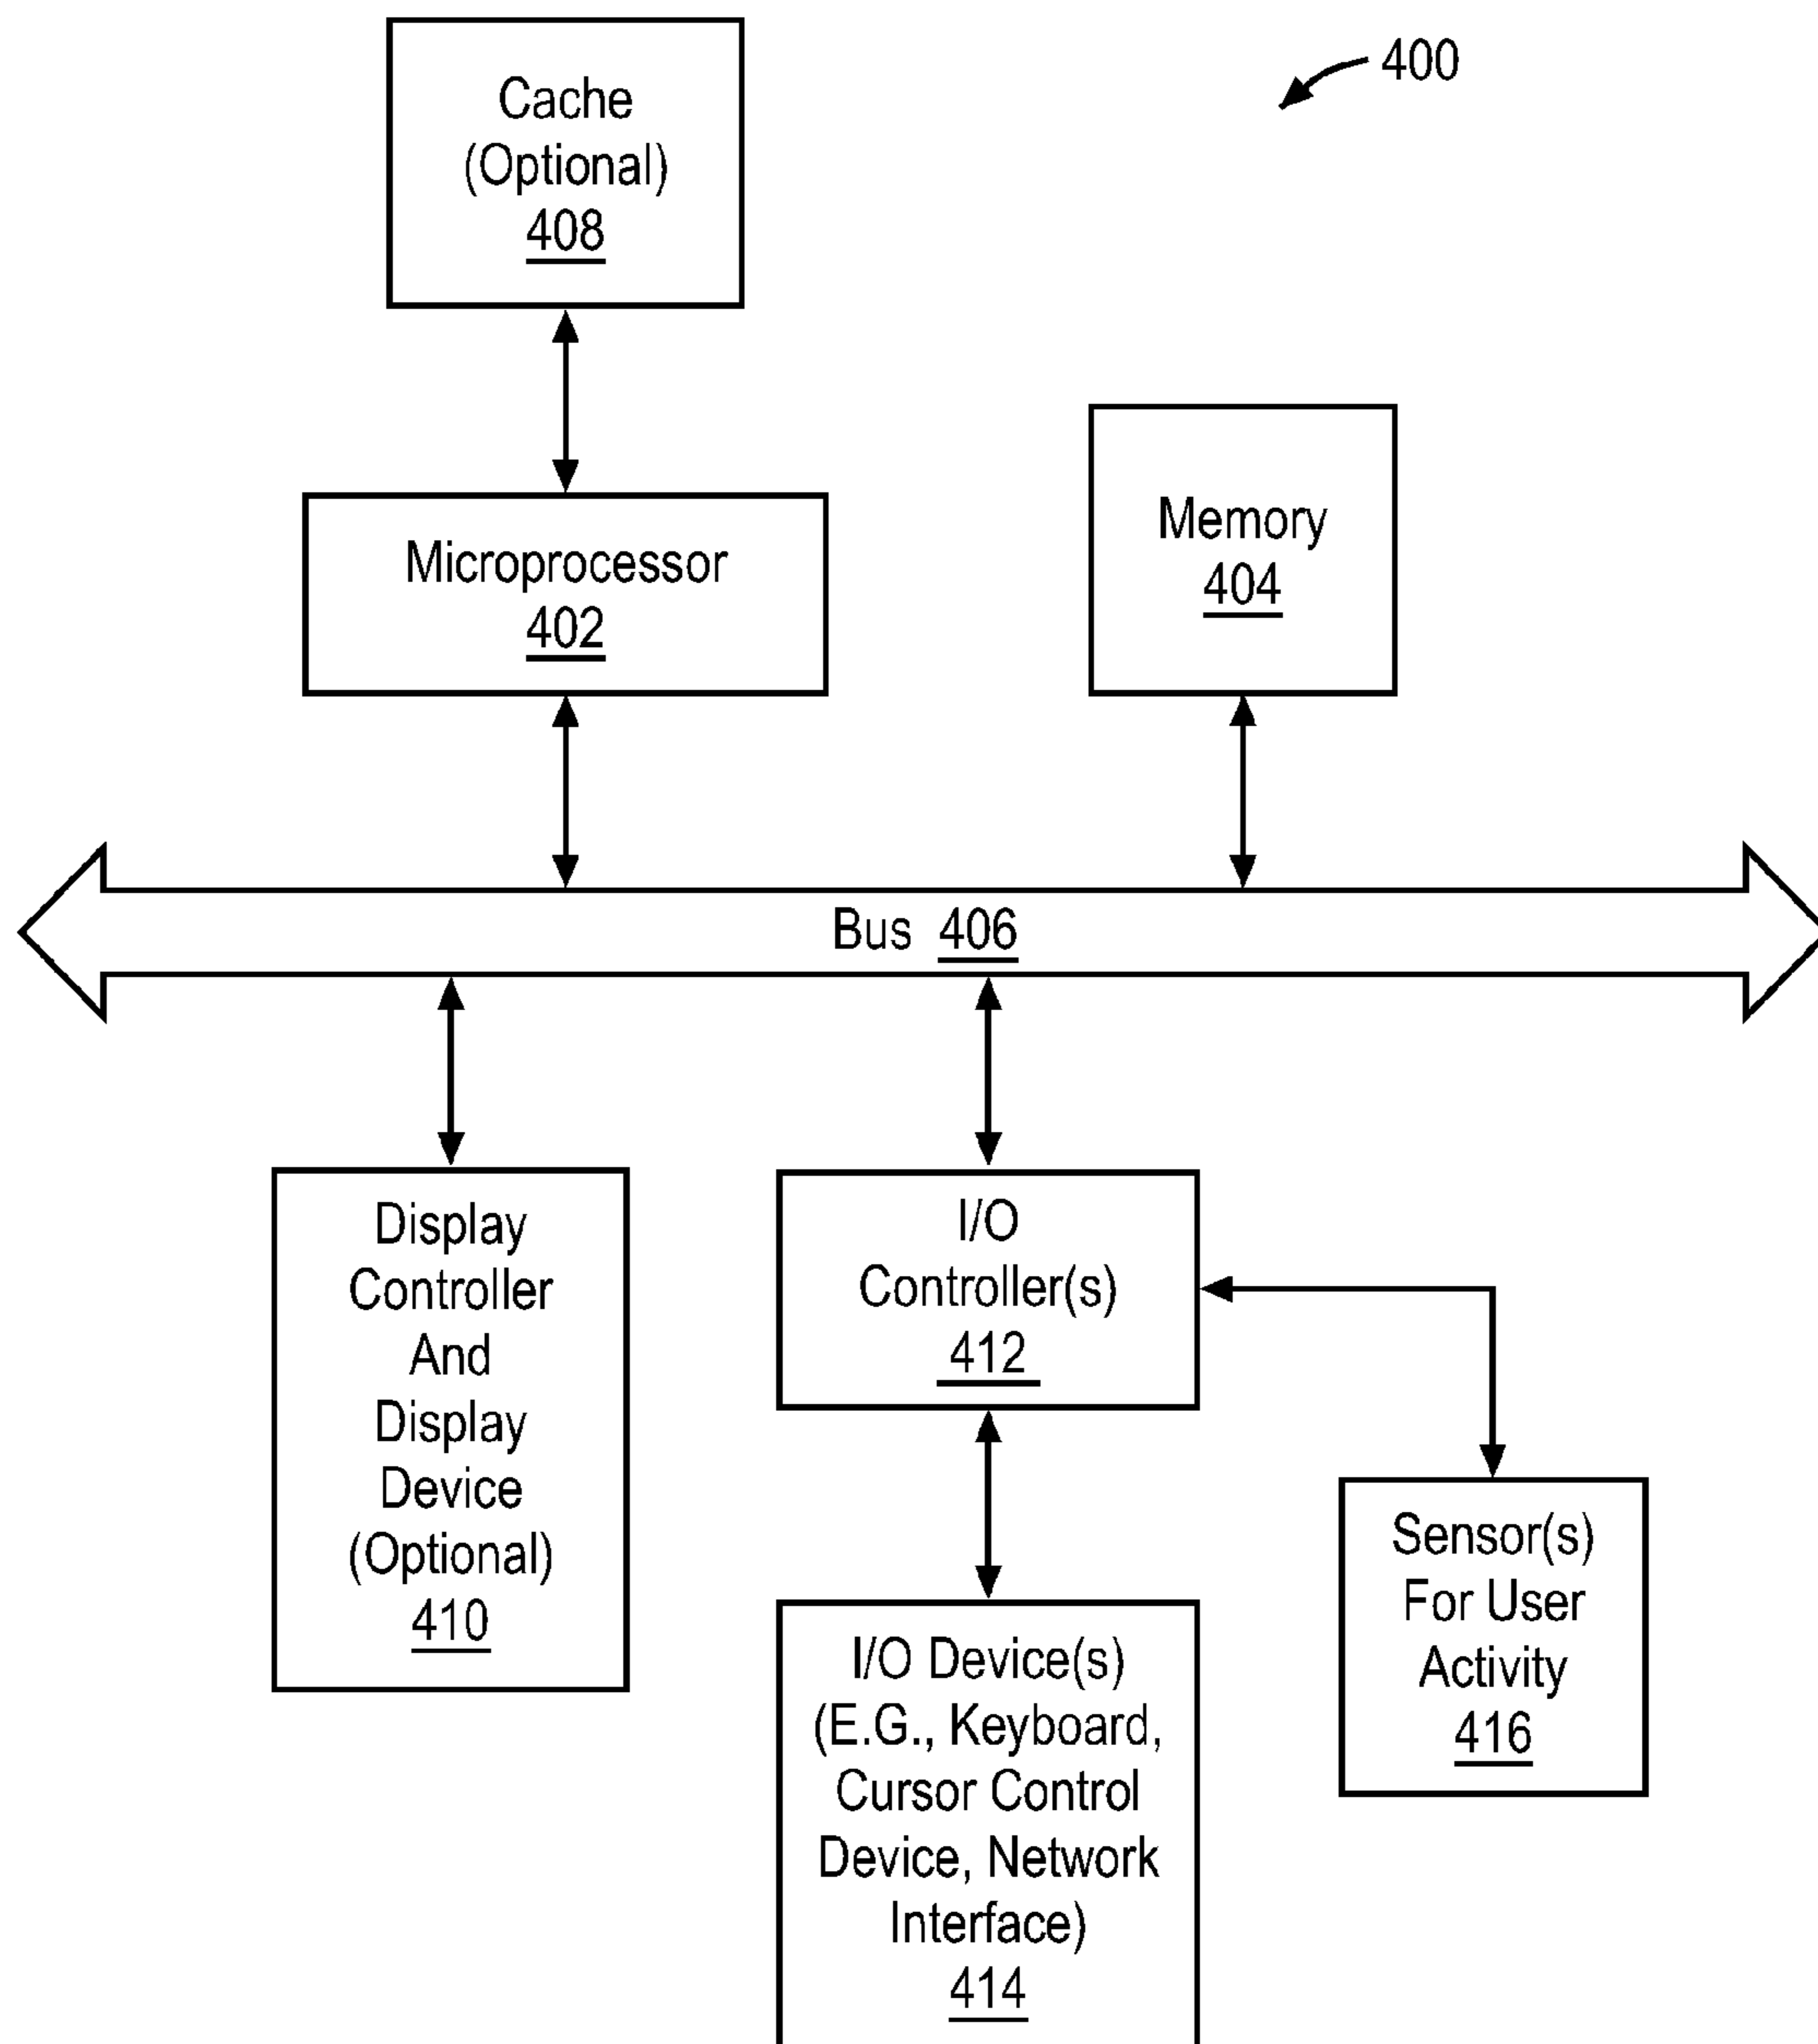 Cache
(Optional)
408
400
Microprocessor
402
Memory
404
Bus 406
Display
Controller
And
Display
Device
(Optional)
410
I/O
Controller(s)
412
I/O Device(s)
(E.G., Keyboard,
Cursor Control
Device, Network
Interface)
414
Sensor(s)
For User
Activity
416